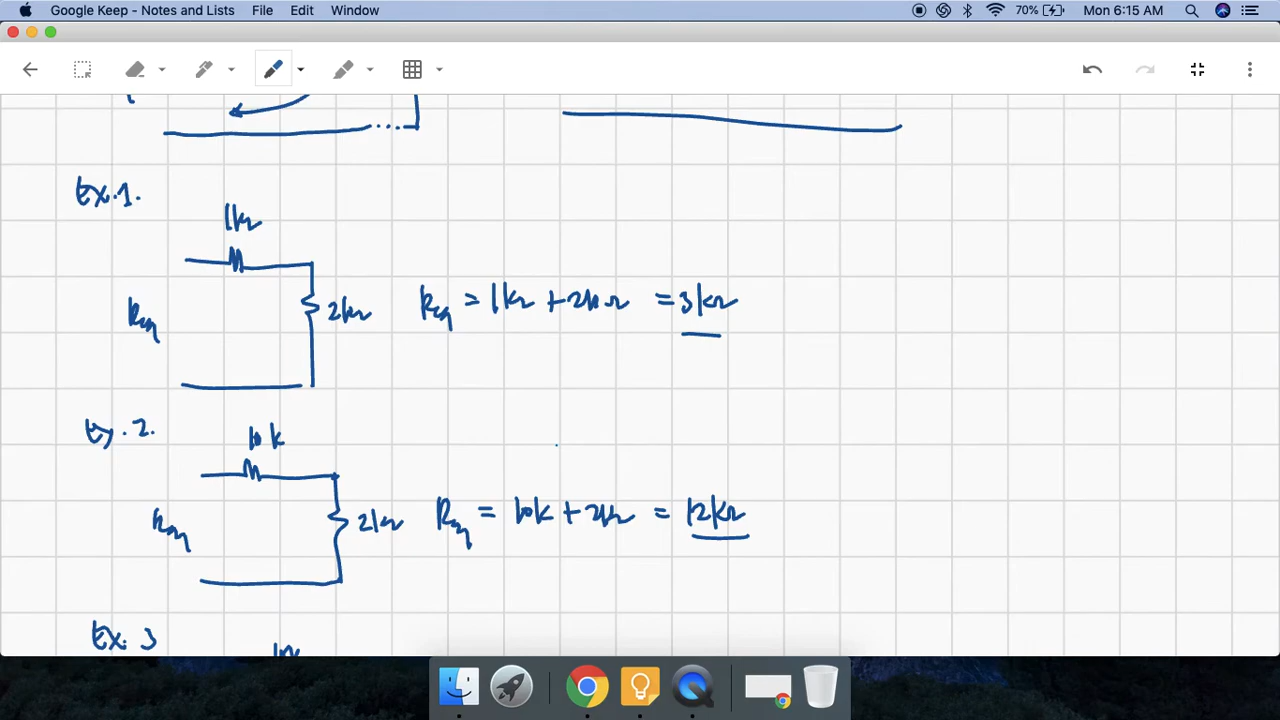 Google Keep - Notes and Lists File Edit Window 70% Mon 6:15 AM
Ex.1.
1kΩ
Req
2kΩ
Req = 1kΩ + 2kΩ = 3kΩ
Ex.2.
10k
Req
2kΩ
Req = 10k + 2kΩ = 12kΩ
Ex. 3